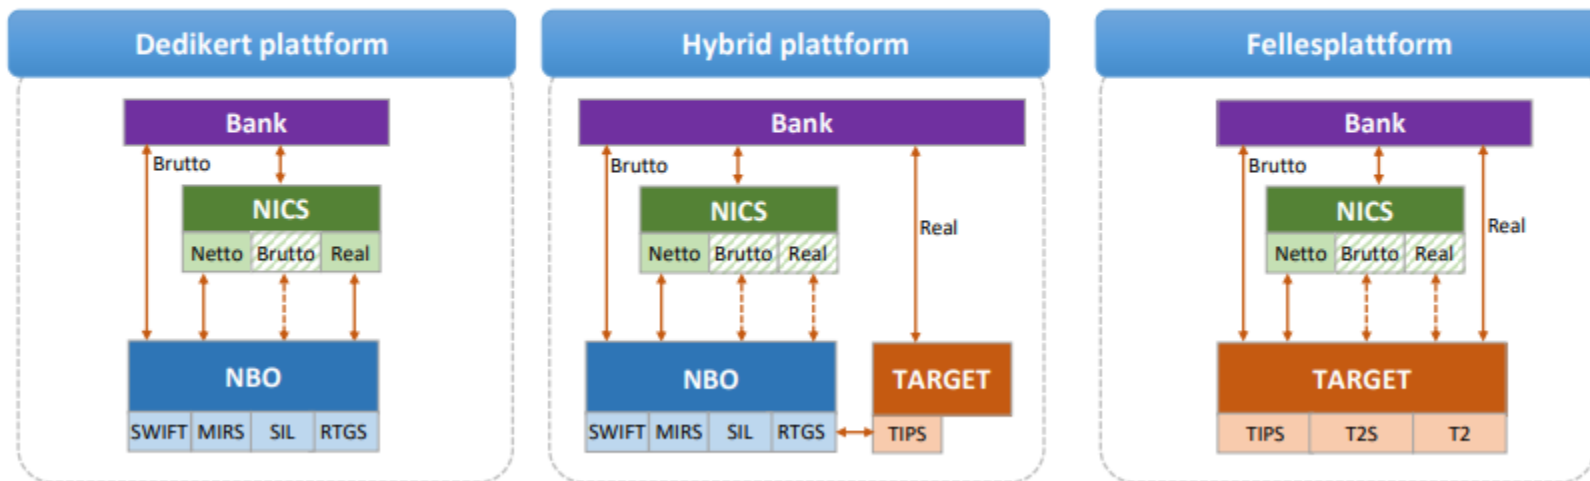 Dedikert plattform
Bank
Brutto
NICS
Netto Brutto Real
NBO
SWIFT MIRS SIL RTGS
Hybrid plattform
Bank
Brutto
NICS
Real
Netto Brutto Real
NBO
TARGET
SWIFT MIRS SIL RTGS
TIPS
Fellesplattform
Bank
Brutto
NICS
Real
Netto Brutto Real
TARGET
TIPS T2S T2